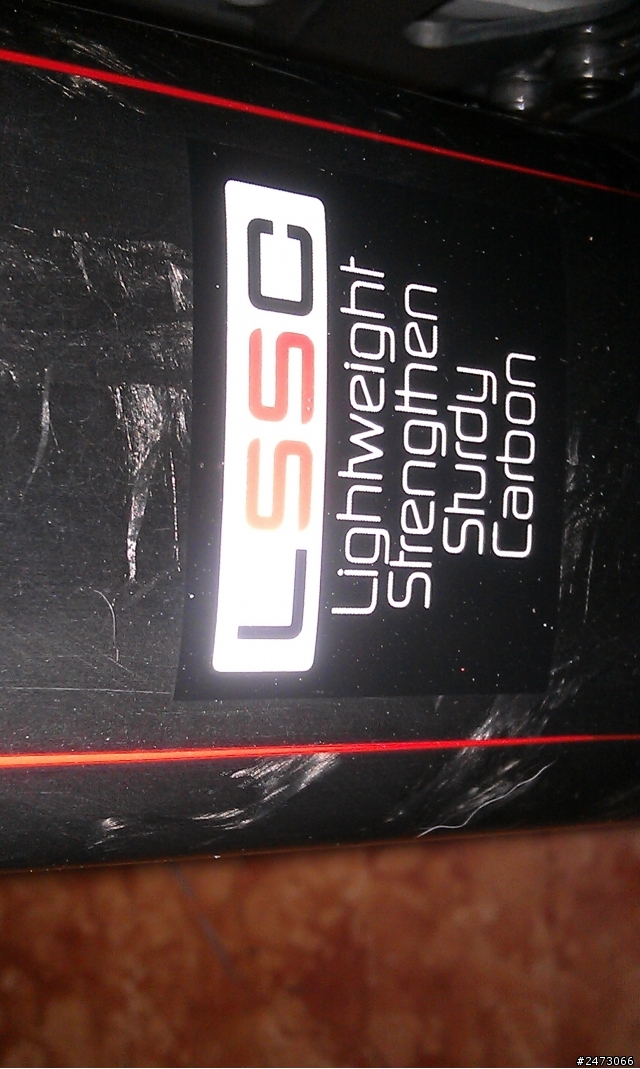 LSSC
Lightweight
Strengthen
Sturdy
Carbon
#2473066